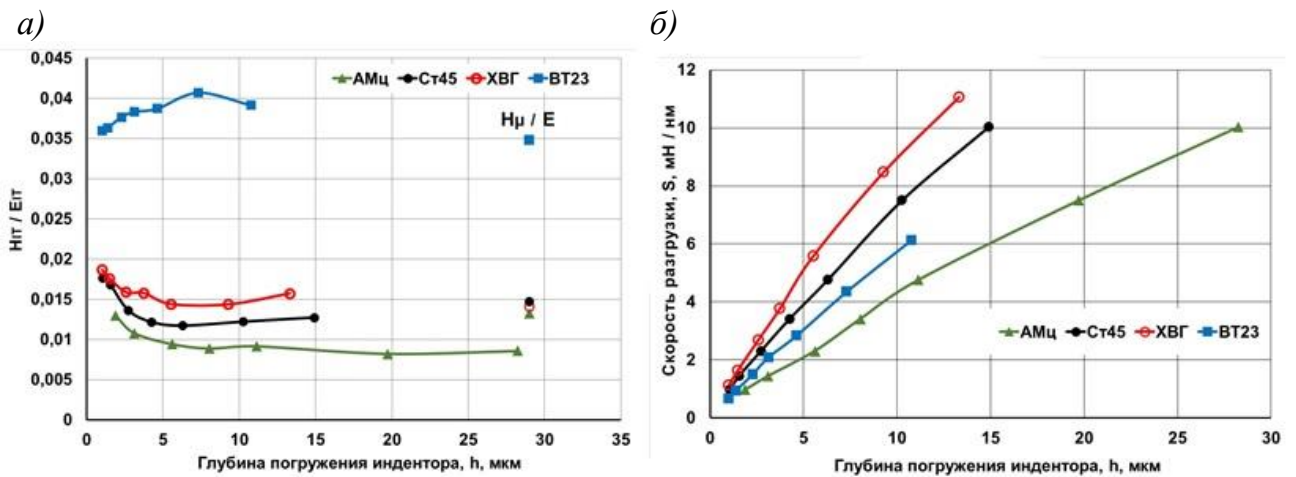 а)
0,045
0,04
0,035
0,03
0,025
0,02
0,015
0,01
0,005
0
HIT / EIT
АМц Ст45 ХВГ ВТ23
Hμ / E
0 5 10 15 20 25 30 35
Глубина погружения индентора, h, мкм
б)
12
10
8
6
4
2
0
Скорость разгрузки, S, мН / нм
АМц Ст45 ХВГ ВТ23
0 5 10 15 20 25 30
Глубина погружения индентора, h, мкм